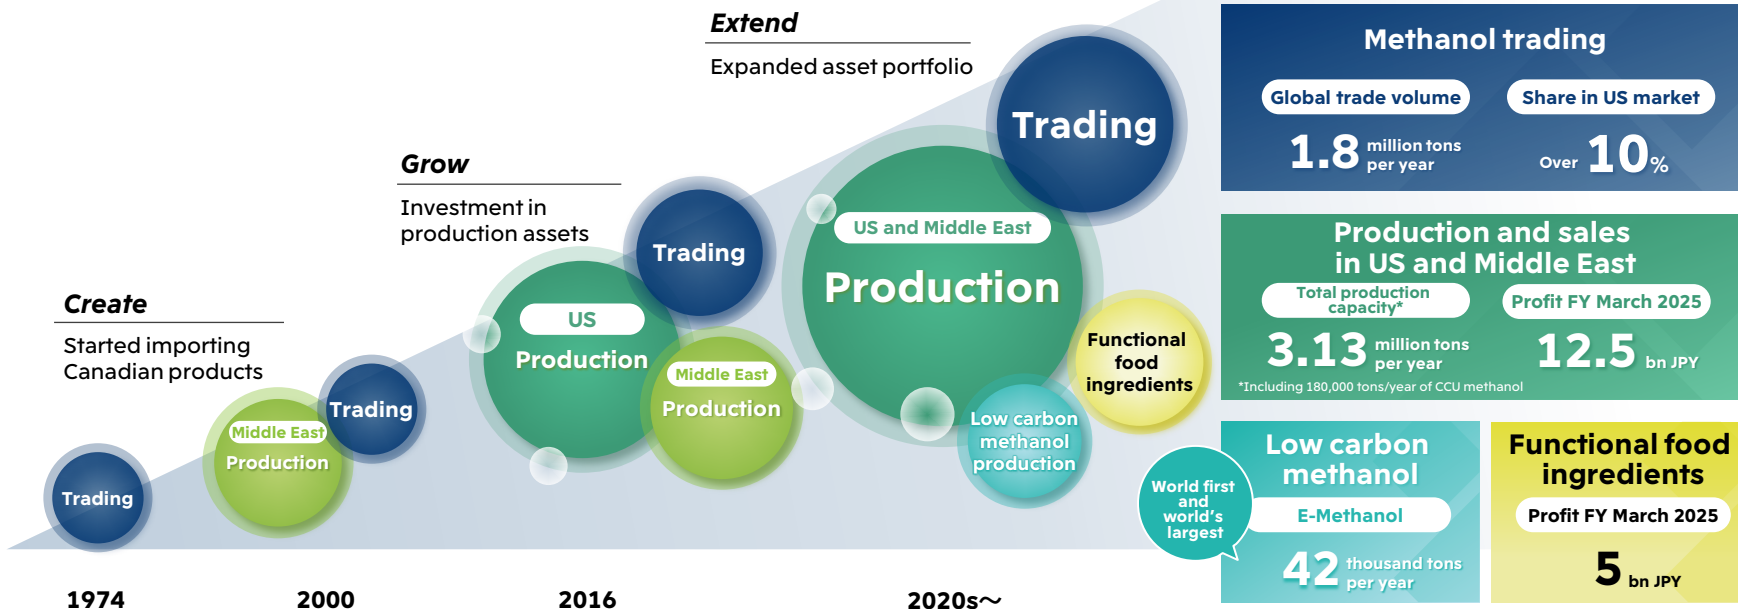 Create
Started importing
Canadian products
Trading
Middle East
Production
Trading
Grow
Investment in
production assets
US
Production
Trading
Middle East
Production
Extend
Expanded asset portfolio
Trading
US and Middle East
Production
Functional
food
ingredients
Low carbon
methanol
production
1974
2000
2016
2020s～
Methanol trading
Global trade volume
1.8 million tons
per year
Share in US market
Over 10%
Production and sales
in US and Middle East
Total production
capacity*
3.13 million tons
per year
Profit FY March 2025
12.5 bn JPY
*Including 180,000 tons/year of CCU methanol
World first
and
world's
largest
Low carbon
methanol
E-Methanol
42 thousand tons
per year
Functional food
ingredients
Profit FY March 2025
5 bn JPY